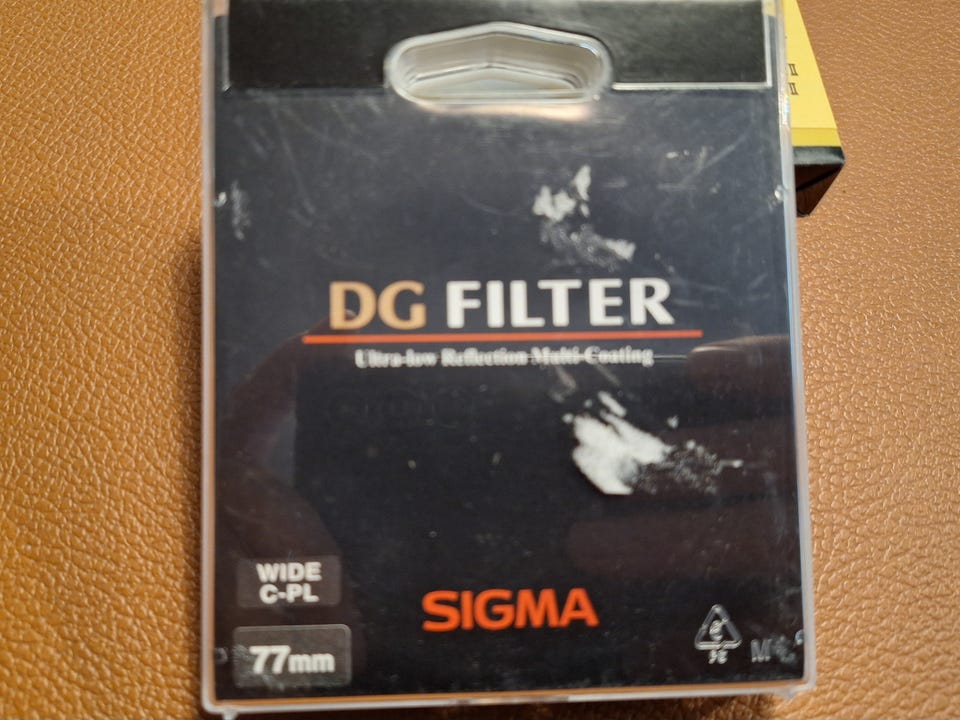 DG FILTER
Ultra-low Reflection Multi-Coating
WIDE
C-PL
SIGMA
77mm